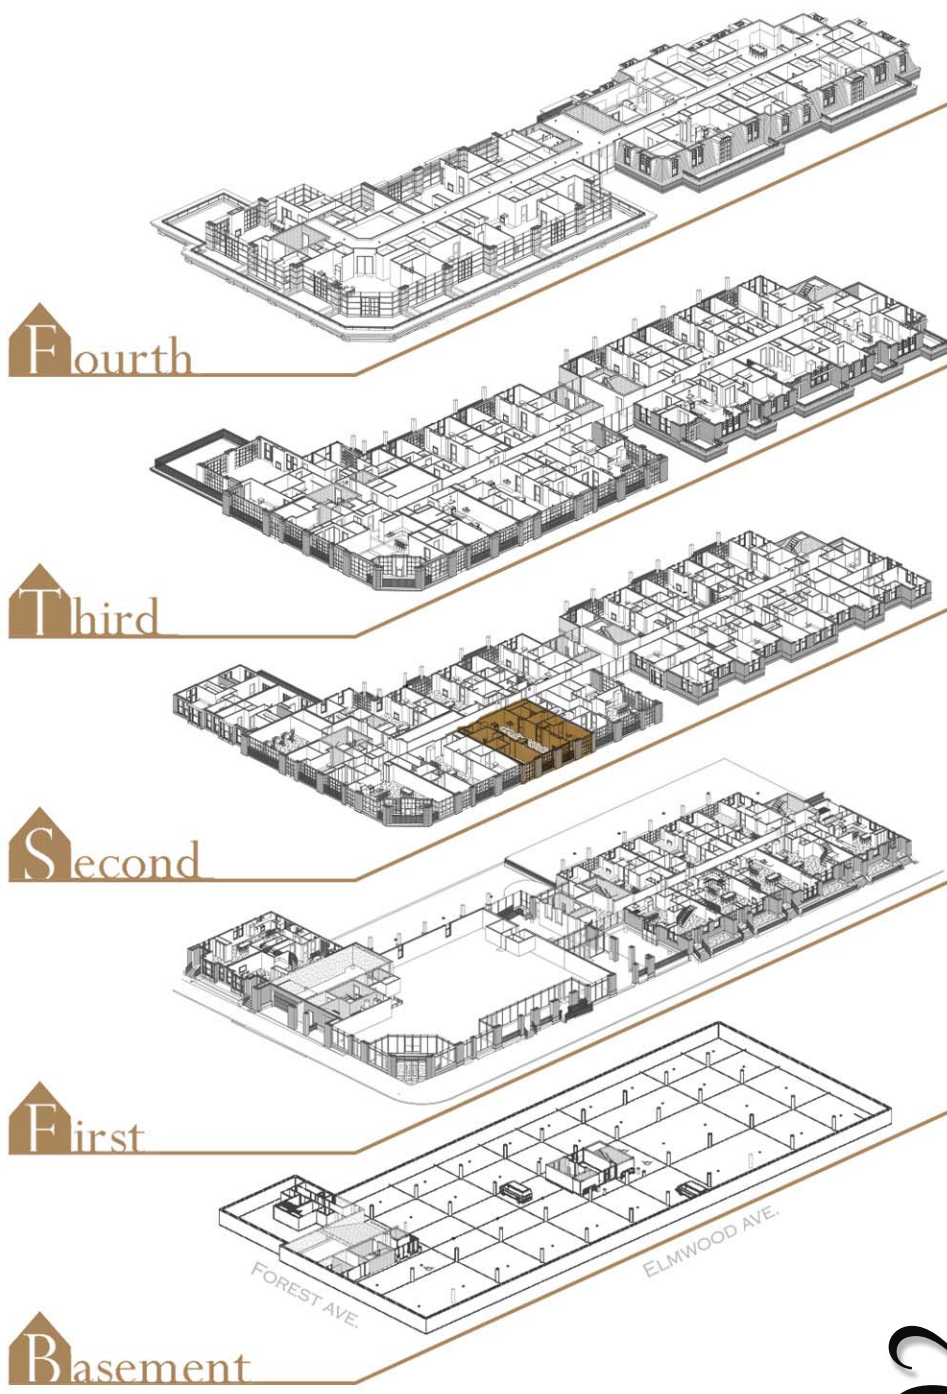 Fourth
Third
Second
First
FOREST AVE.
ELMWOOD AVE.
Basement